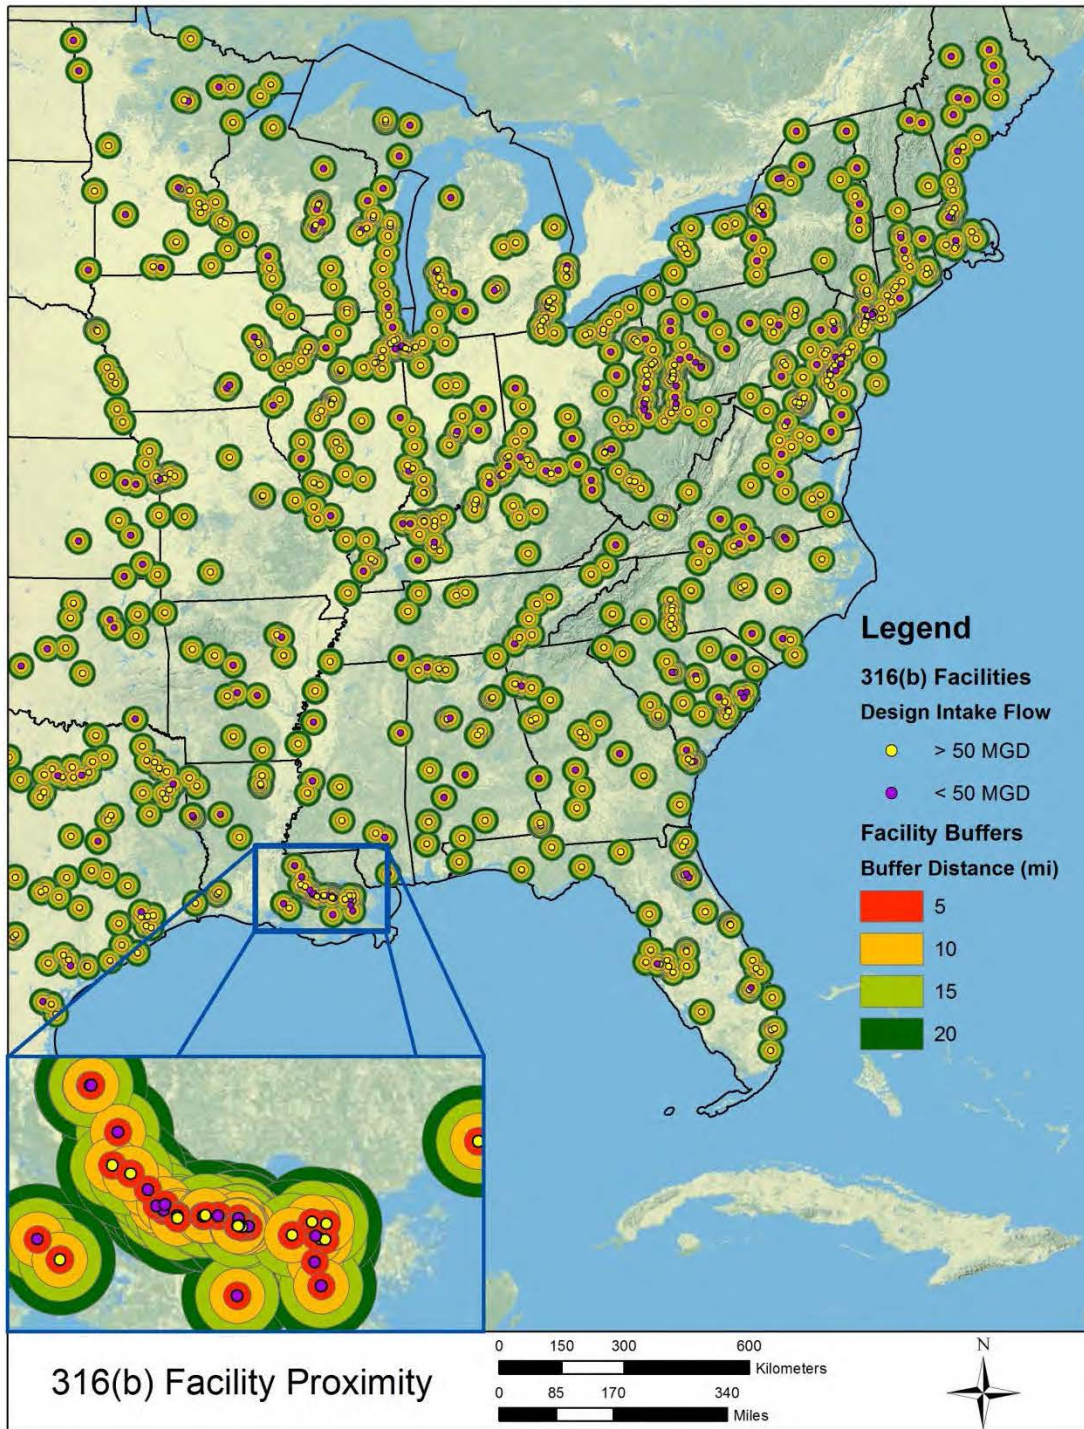 Legend
316(b) Facilities
Design Intake Flow
> 50 MGD
< 50 MGD
Facility Buffers
Buffer Distance (mi)
5
10
15
20
316(b) Facility Proximity
0 150 300 600
Kilometers
0 85 170 340
Miles
N